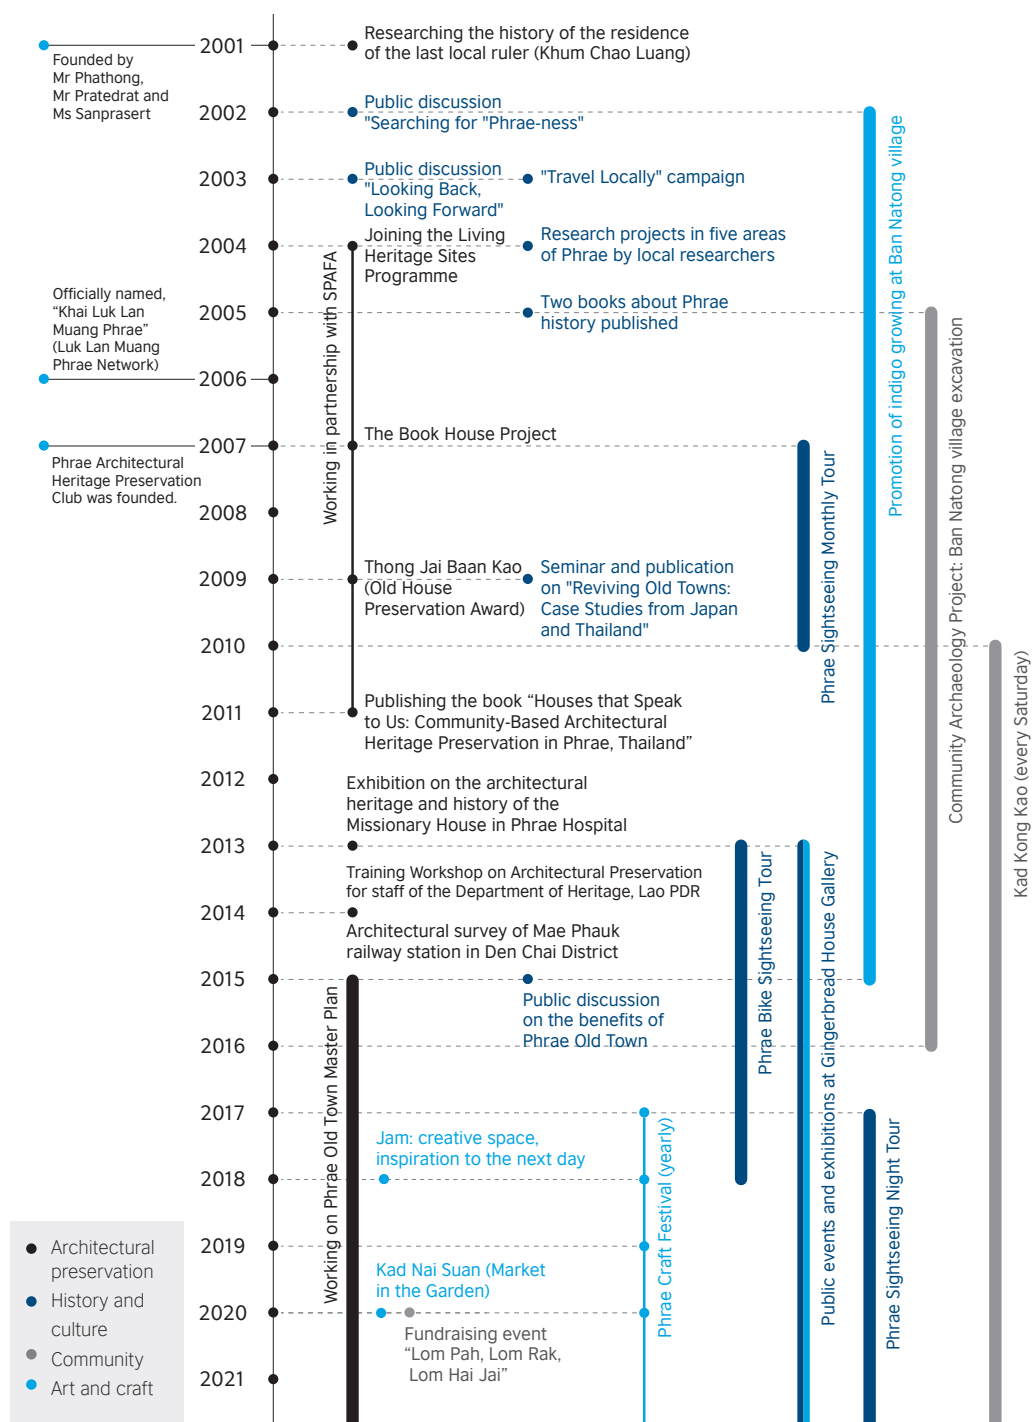 2001
Founded by
Mr Phathong,
Mr Pratedrat and
Ms Sanprasert
Researching the history of the residence
of the last local ruler (Khum Chao Luang)
2002
Public discussion
"Searching for "Phrae-ness"
2003
Public discussion
"Looking Back,
Looking Forward"
"Travel Locally" campaign
2004
Joining the Living
Heritage Sites
Programme
Research projects in five areas
of Phrae by local researchers
Working in partnership with SPAFA
2005
Two books about Phrae
history published
Officially named,
“Khai Luk Lan
Muang Phrae”
(Luk Lan Muang
Phrae Network)
2006
2007
Phrae Architectural
Heritage Preservation
Club was founded.
The Book House Project
2008
2009
Thong Jai Baan Kao
(Old House
Preservation Award)
Seminar and publication
on "Reviving Old Towns:
Case Studies from Japan
and Thailand"
2010
2011
Publishing the book “Houses that Speak
to Us: Community-Based Architectural
Heritage Preservation in Phrae, Thailand”
2012
Exhibition on the architectural
heritage and history of the
Missionary House in Phrae Hospital
2013
Training Workshop on Architectural Preservation
for staff of the Department of Heritage, Lao PDR
2014
Architectural survey of Mae Phauk
railway station in Den Chai District
2015
Public discussion
on the benefits of
Phrae Old Town
2016
2017
Jam: creative space,
inspiration to the next day
2018
2019
Kad Nai Suan (Market
in the Garden)
2020
Fundraising event
“Lom Pah, Lom Rak,
Lom Hai Jai”
2021
Working on Phrae Old Town Master Plan
Phrae Craft Festival (yearly)
Phrae Bike Sightseeing Tour
Phrae Sightseeing Monthly Tour
Public events and exhibitions at Gingerbread House Gallery
Promotion of indigo growing at Ban Natong village
Phrae Sightseeing Night Tour
Community Archaeology Project: Ban Natong village excavation
Kad Kong Kao (every Saturday)
Architectural
preservation
History and
culture
Community
Art and craft